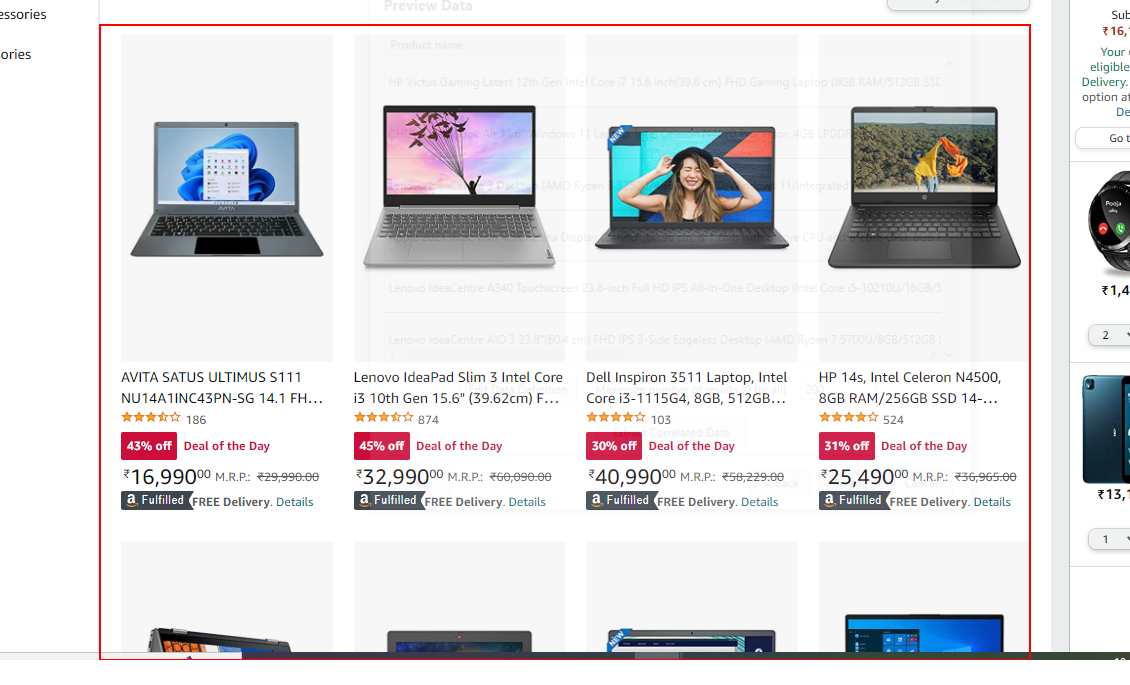 essories
ories
Preview Data
Product name
HP Victus Gaming Latest 12th Gen Intel Core i7 15.6 inch(39.6 cm) FHD Gaming Laptop (8GB RAM/512GB SSD
Lenovo IdeaCentre A340 Touchscreen 23.8-inch Full HD IPS All-in-One Desktop (Intel Core i5-10210U/16GB/5
Lenovo IdeaCentre AIO 3 23.8"(60.4 cm) FHD IPS 3-Side Edgeless Desktop (AMD Ryzen 7 5700U/8GB/512GB
NEW
AVITA
AVITA SATUS ULTIMUS S111
NU14A1INC43PN-SG 14.1 FH…
186
43% off Deal of the Day
₹16,99000 M.R.P.: ₹29,990.00
a Fulfilled FREE Delivery. Details
Lenovo IdeaPad Slim 3 Intel Core
i3 10th Gen 15.6" (39.62cm) F…
874
45% off Deal of the Day
₹32,99000 M.R.P.: ₹60,090.00
a Fulfilled FREE Delivery. Details
Dell Inspiron 3511 Laptop, Intel
Core i3-1115G4, 8GB, 512GB…
103
30% off Deal of the Day
₹40,99000 M.R.P.: ₹58,229.00
a Fulfilled FREE Delivery. Details
HP 14s, Intel Celeron N4500,
8GB RAM/256GB SSD 14-…
524
31% off Deal of the Day
₹25,49000 M.R.P.: ₹36,965.00
a Fulfilled FREE Delivery. Details
Extract Correlated Data
Back
NEW
Sub
₹16,
Your
eligible
Delivery.
option at
De
Go t
Pooja
₹1,4
2
₹13,1
1